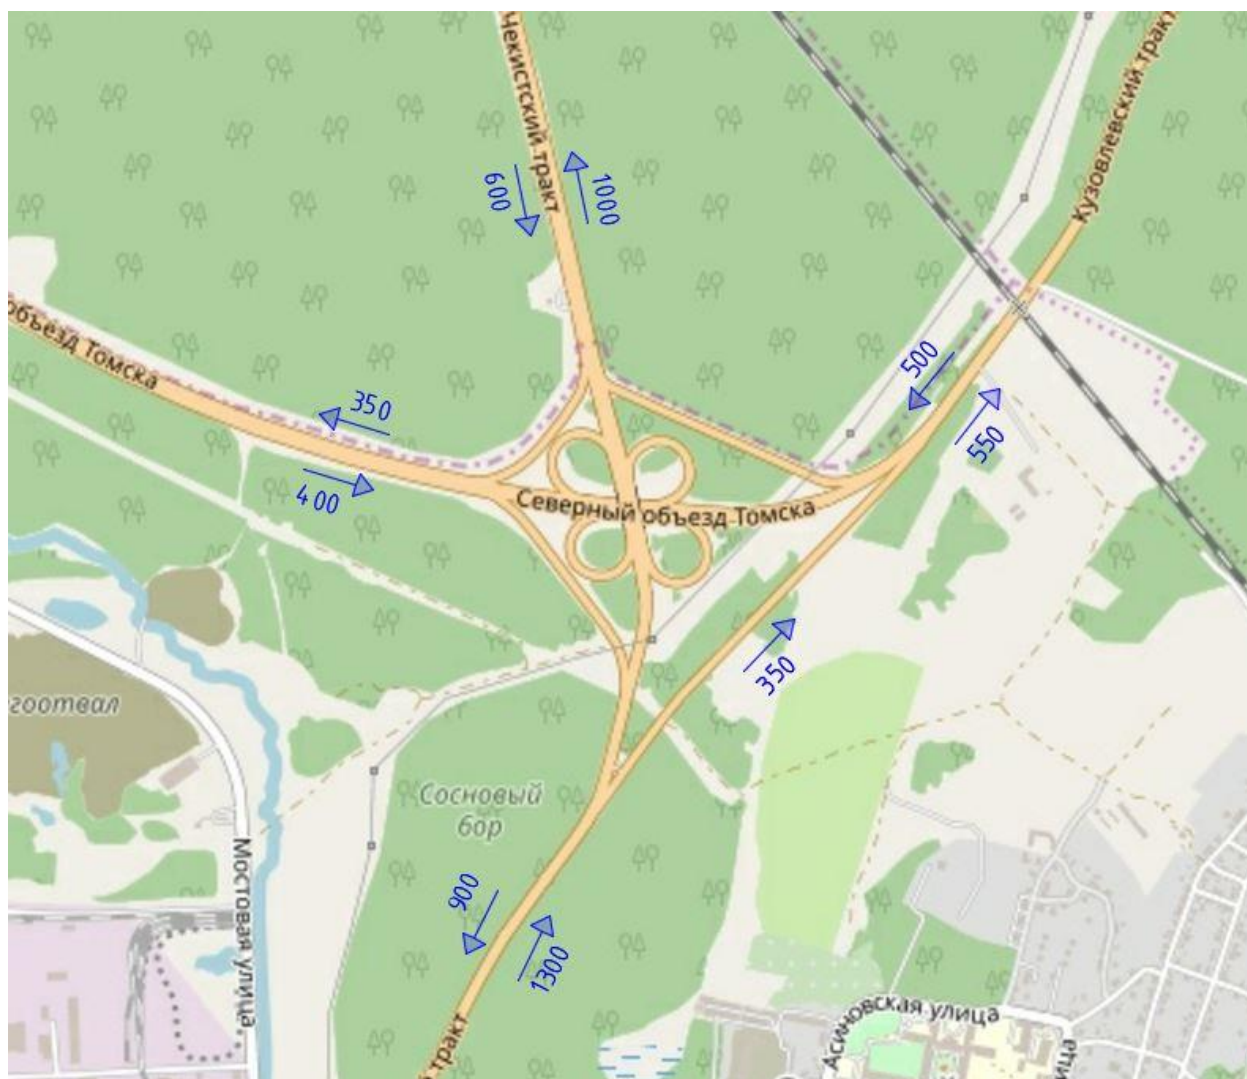 Чекистский тракт
Кузовлевский тракт
600
1000
объезд Томска
350
400
500
550
Северный объезд Томска
350
гоотвал
Сосновый
бор
Мостовая улица
900
1300
тракт
Асиновская улица